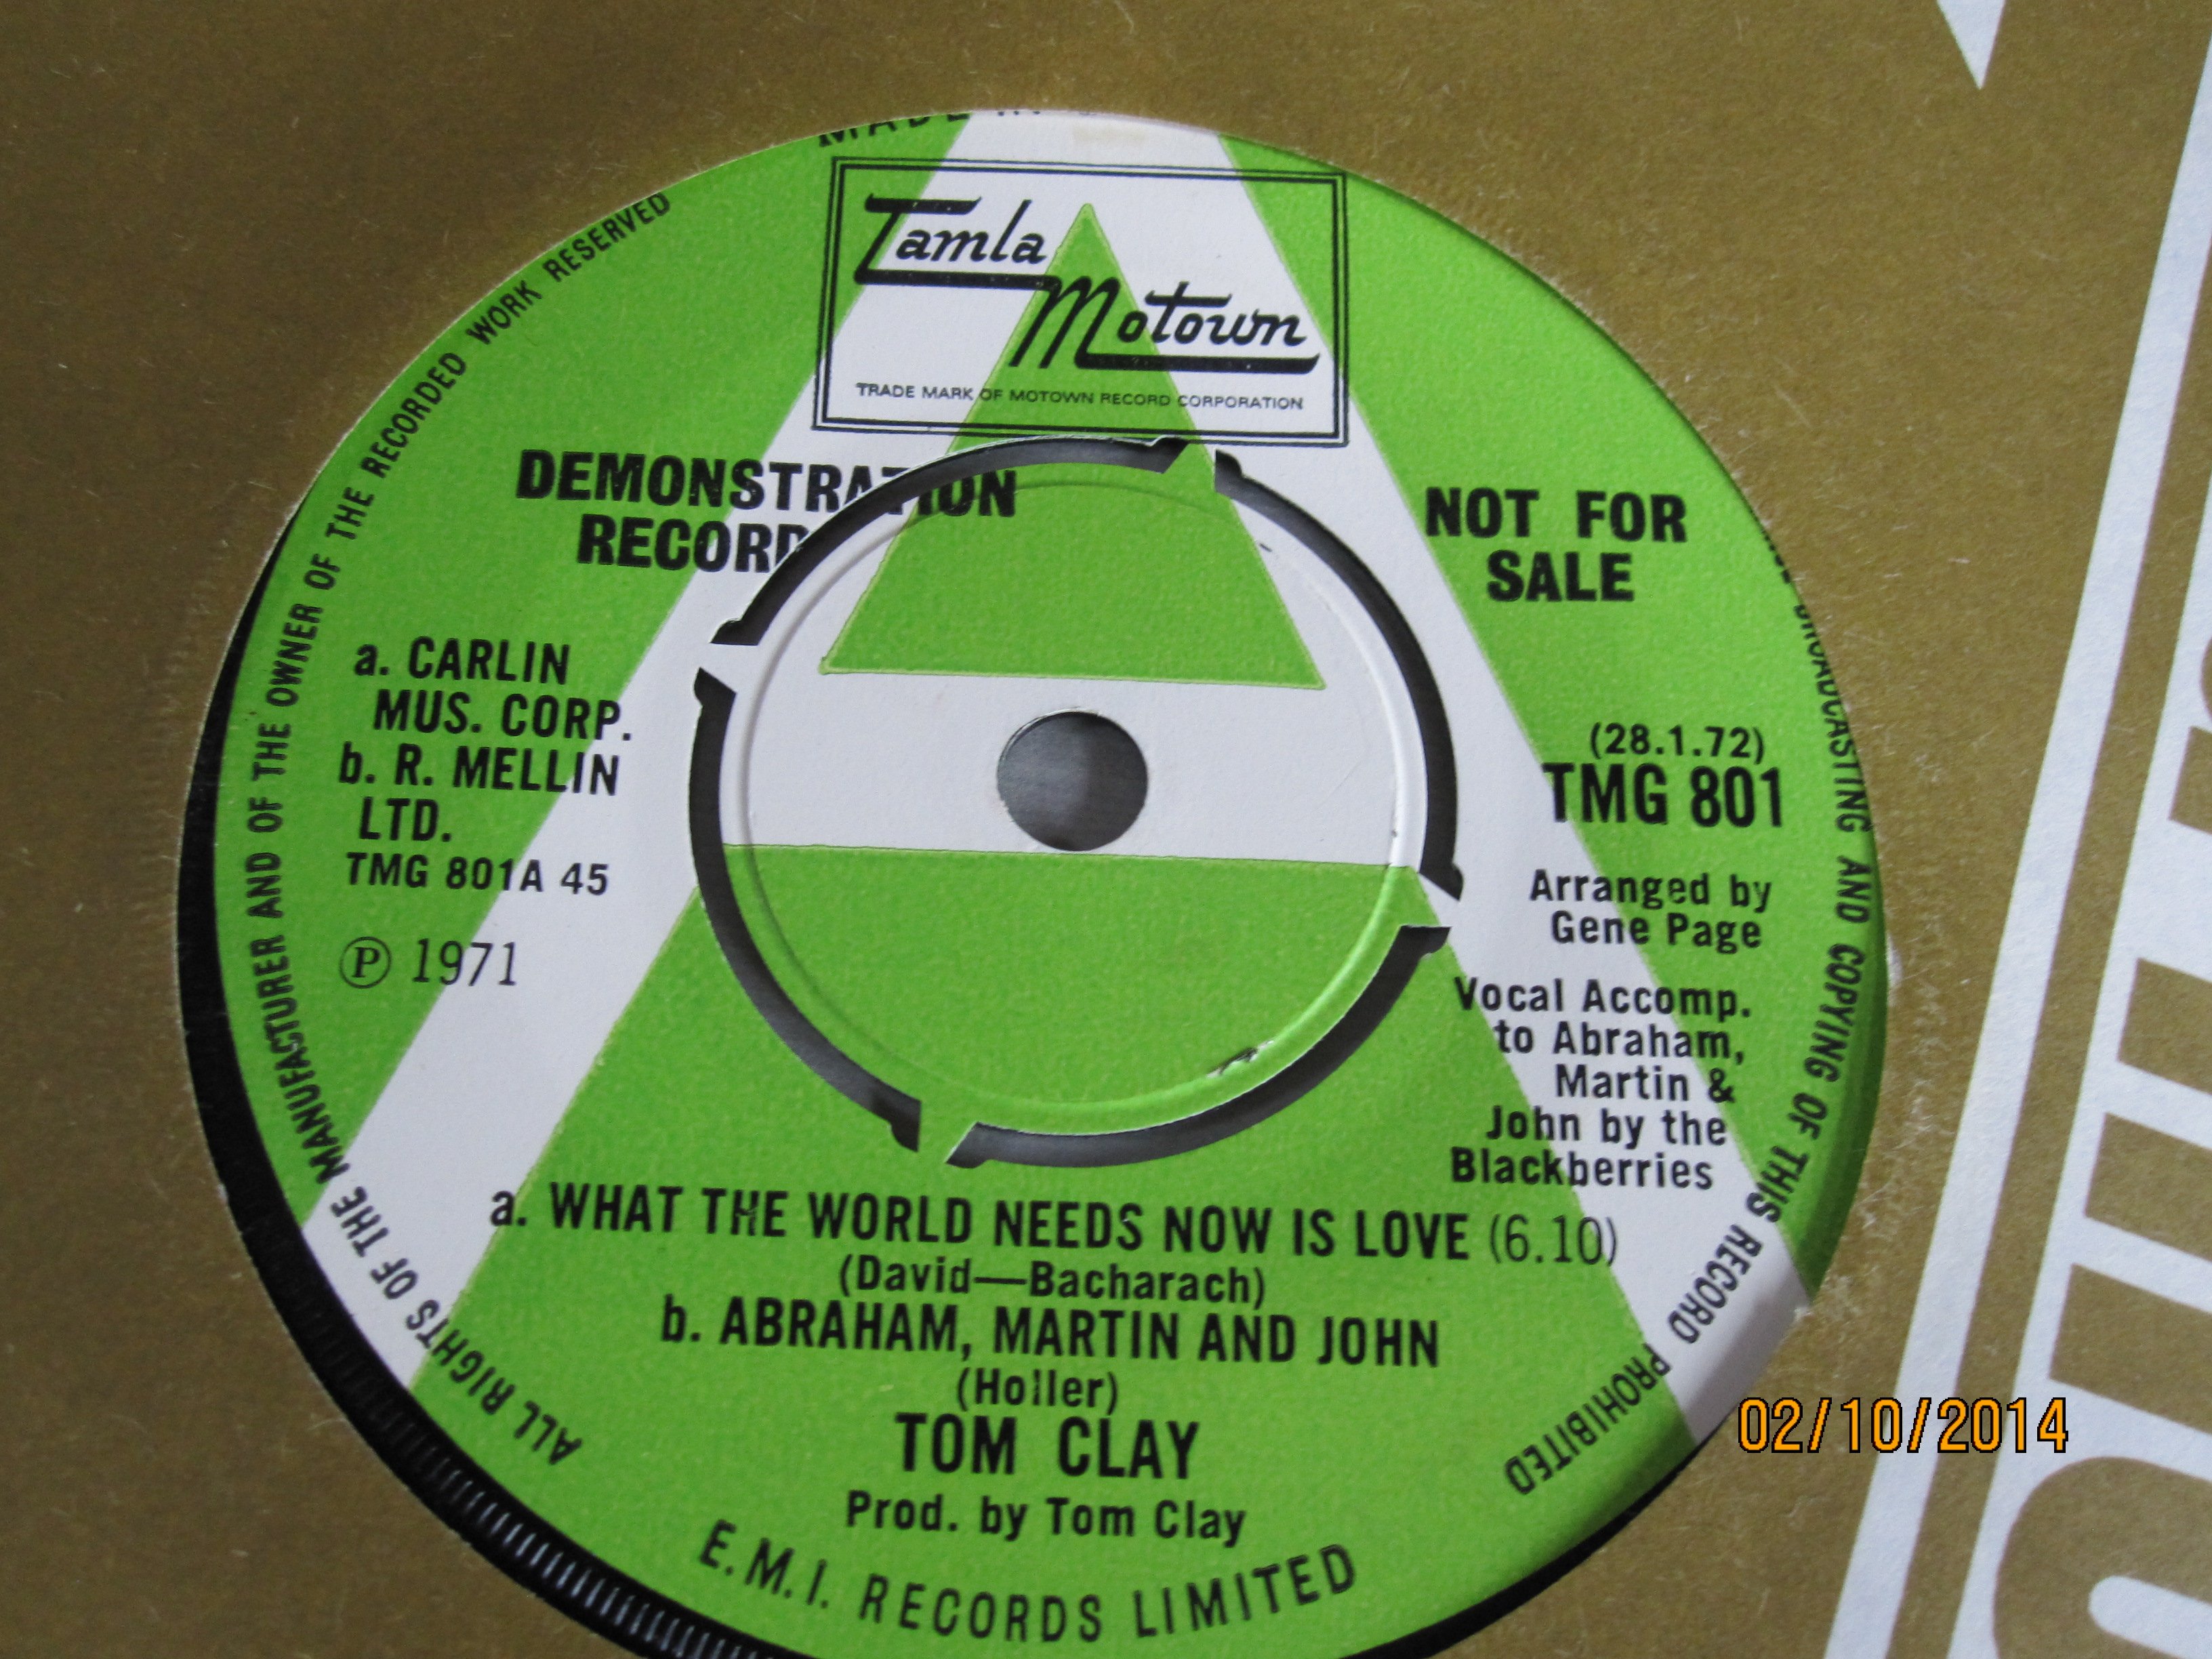 MADE IN
Tamla
Motown
TRADE MARK OF MOTOWN RECORD CORPORATION
DEMONSTRATION
RECORD
NOT FOR
SALE
a. CARLIN
MUS. CORP.
b. R. MELLIN
LTD.
TMG 801A 45
Ⓟ 1971
(28.1.72)
TMG 801
Arranged by
Gene Page
Vocal Accomp.
to Abraham,
Martin &
John by the
Blackberries
a. WHAT THE WORLD NEEDS NOW IS LOVE (6.10)
(David—Bacharach)
b. ABRAHAM, MARTIN AND JOHN
(Holler)
TOM CLAY
Prod. by Tom Clay
E.M.I. RECORDS LIMITED
ALL RIGHTS OF THE MANUFACTURER AND OF THE OWNER OF THE RECORDED WORK RESERVED
BROADCASTING AND COPYING OF THIS RECORD PROHIBITED
02/10/2014